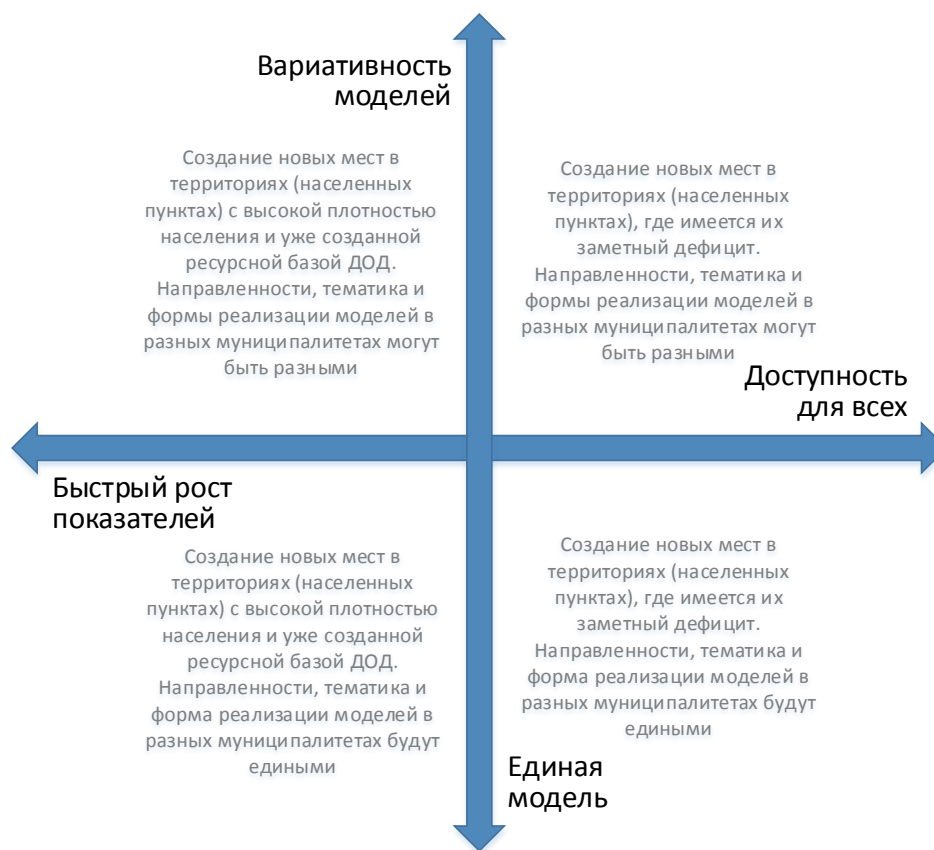 Вариативность
моделей
Создание новых мест в
территориях (населенных
пунктах) с высокой плотностью
населения и уже созданной
ресурсной базой ДОД.
Направленности, тематика и
формы реализации моделей в
разных муниципалитетах могут
быть разными
Создание новых мест в
территориях (населенных
пунктах), где имеется их
заметный дефицит.
Направленности, тематика и
формы реализации моделей в
разных муниципалитетах могут
быть разными
Доступность
для всех
Быстрый рост
показателей
Создание новых мест в
территориях (населенных
пунктах) с высокой плотностью
населения и уже созданной
ресурсной базой ДОД.
Направленности, тематика и
форма реализации моделей в
разных муниципалитетах будут
едиными
Создание новых мест в
территориях (населенных
пунктах), где имеется их
заметный дефицит.
Направленности, тематика и
форма реализации моделей в
разных муниципалитетах будут
едиными
Единая
модель